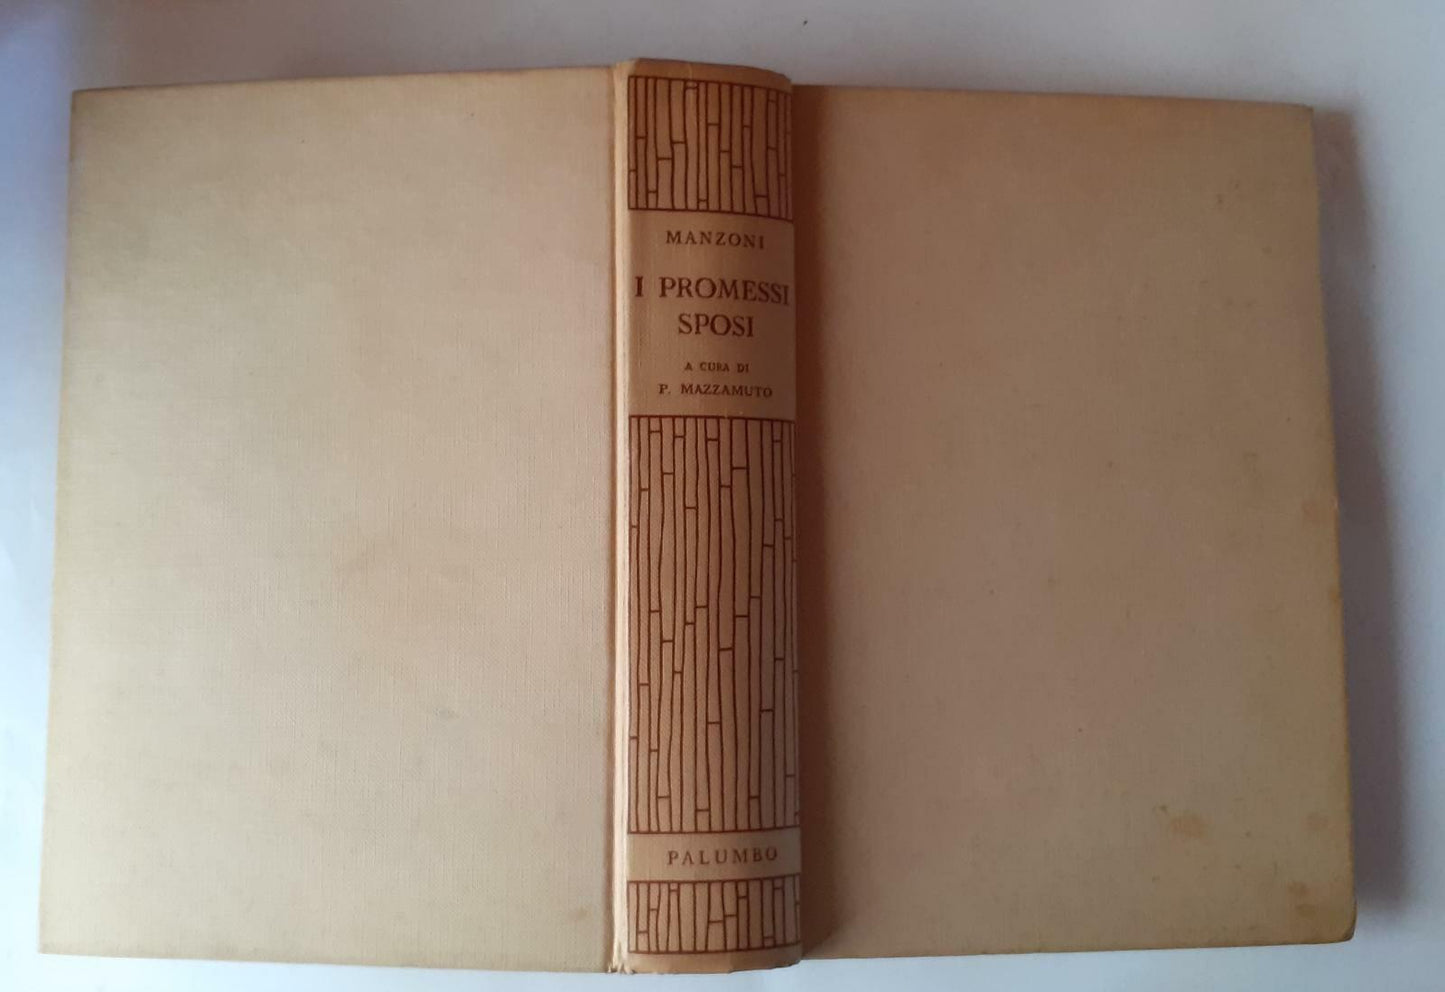 MANZONI
I PROMESSI
SPOSI
A CURA DI
P. MAZZAMUTO
PALUMBO